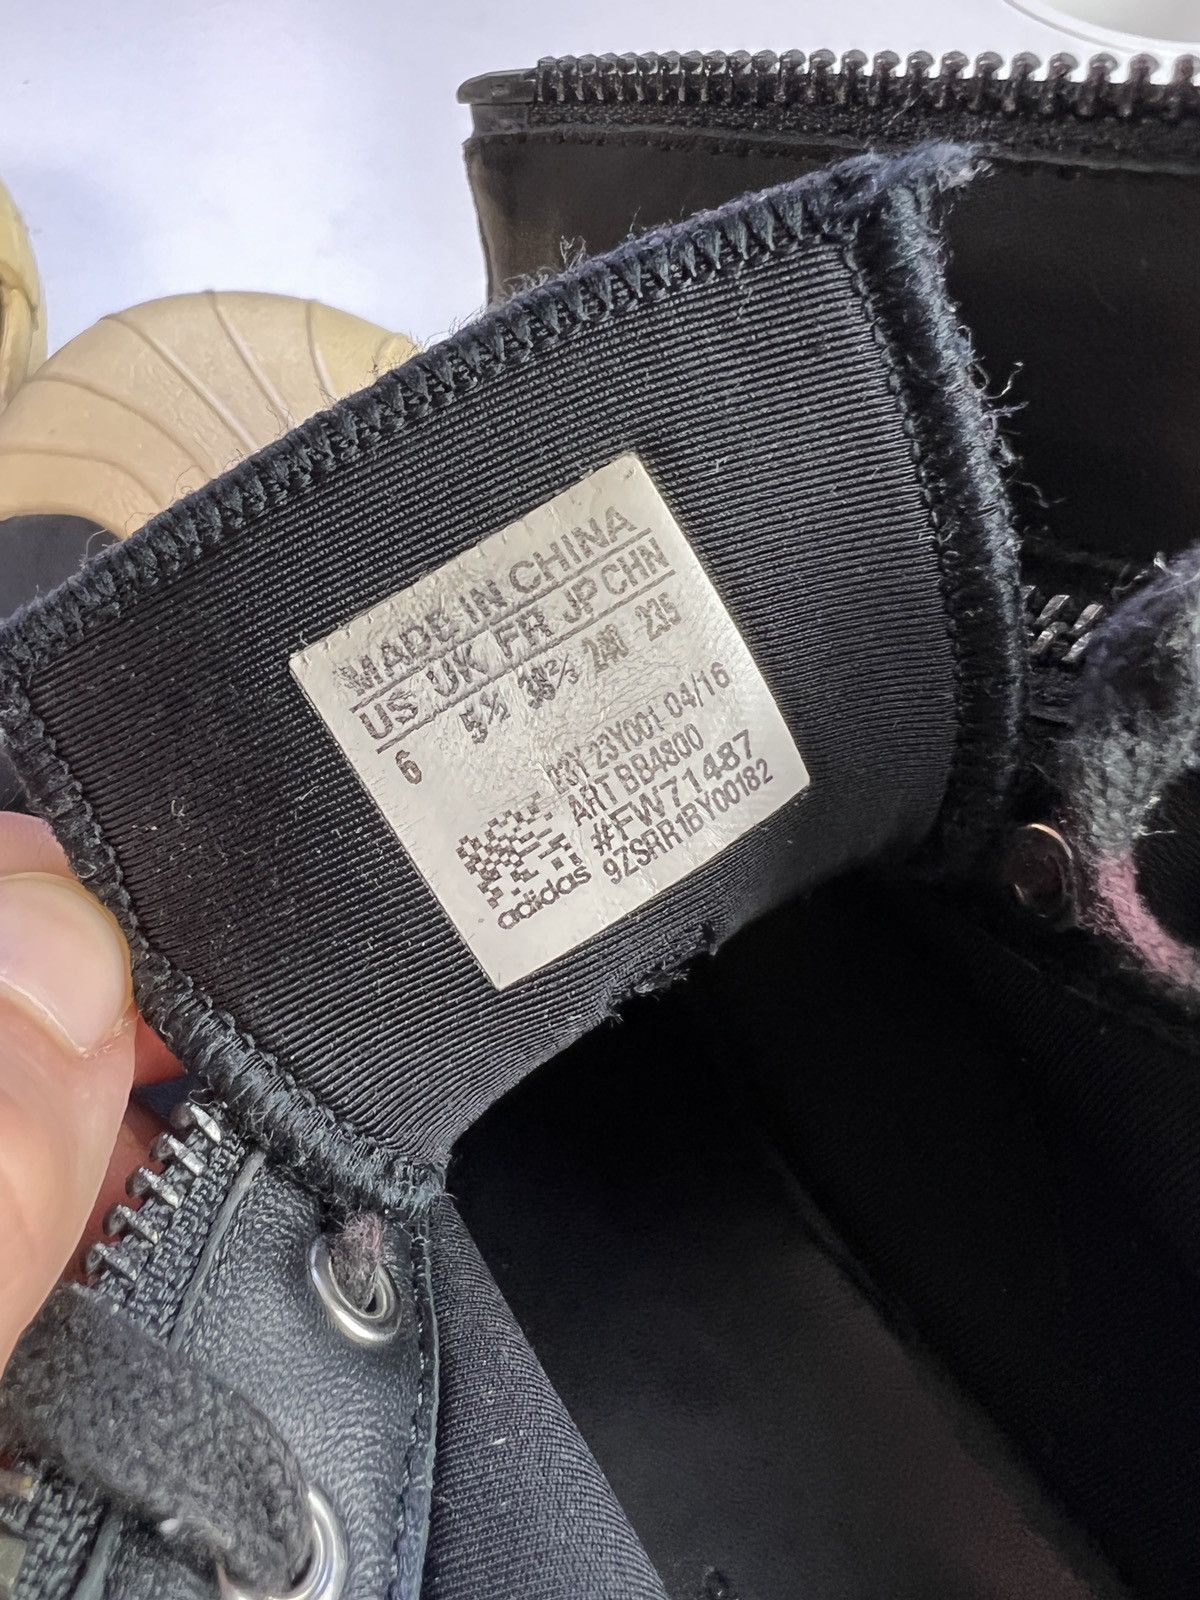 MADE IN CHINA
US UK FR JP CHN
6 5½ 38⅔ 240 235
23Y001 04/16
ART BB4800
#FW71487
9ZSRR1BY00182
adidas